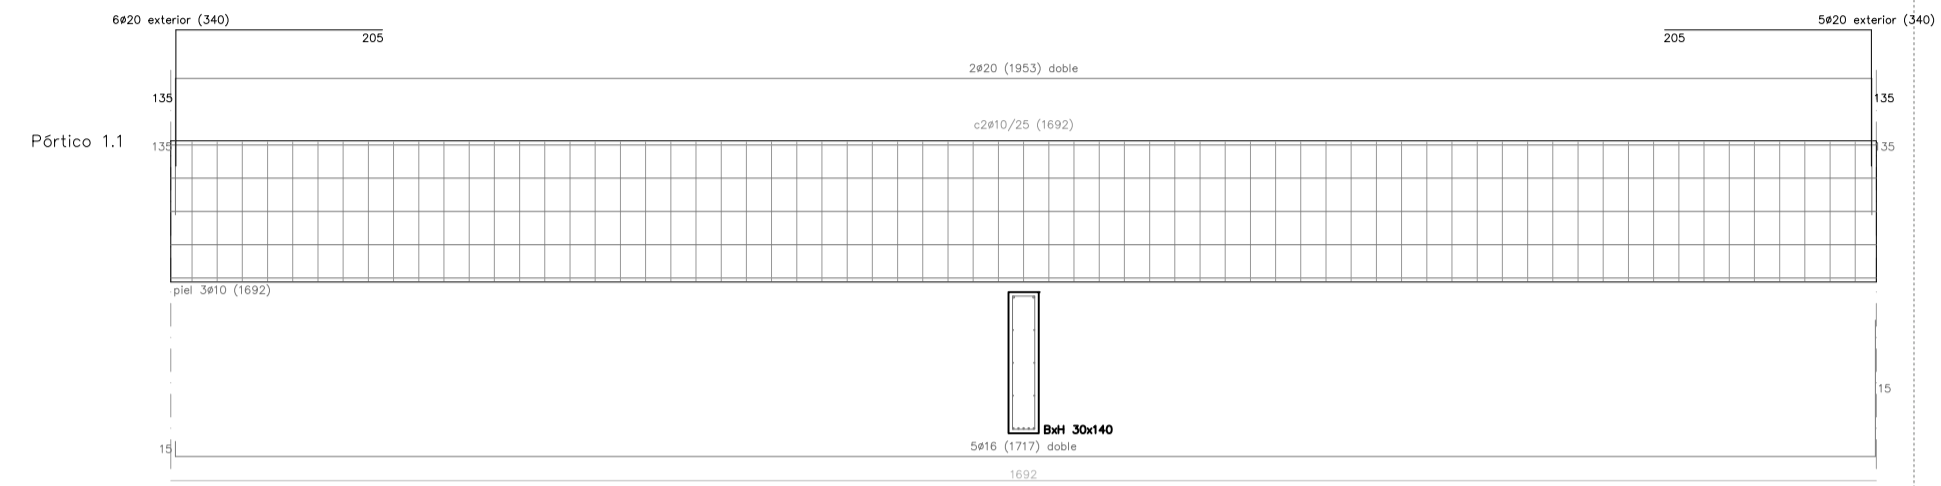 6ø20 exterior (340)
5ø20 exterior (340)
205
205
2ø20 (1953) doble
135
135
c2ø10/25 (1692)
Pórtico 1.1
135
135
piel 3ø10 (1692)
15
BxH 30x140
15
5ø16 (1717) doble
1692